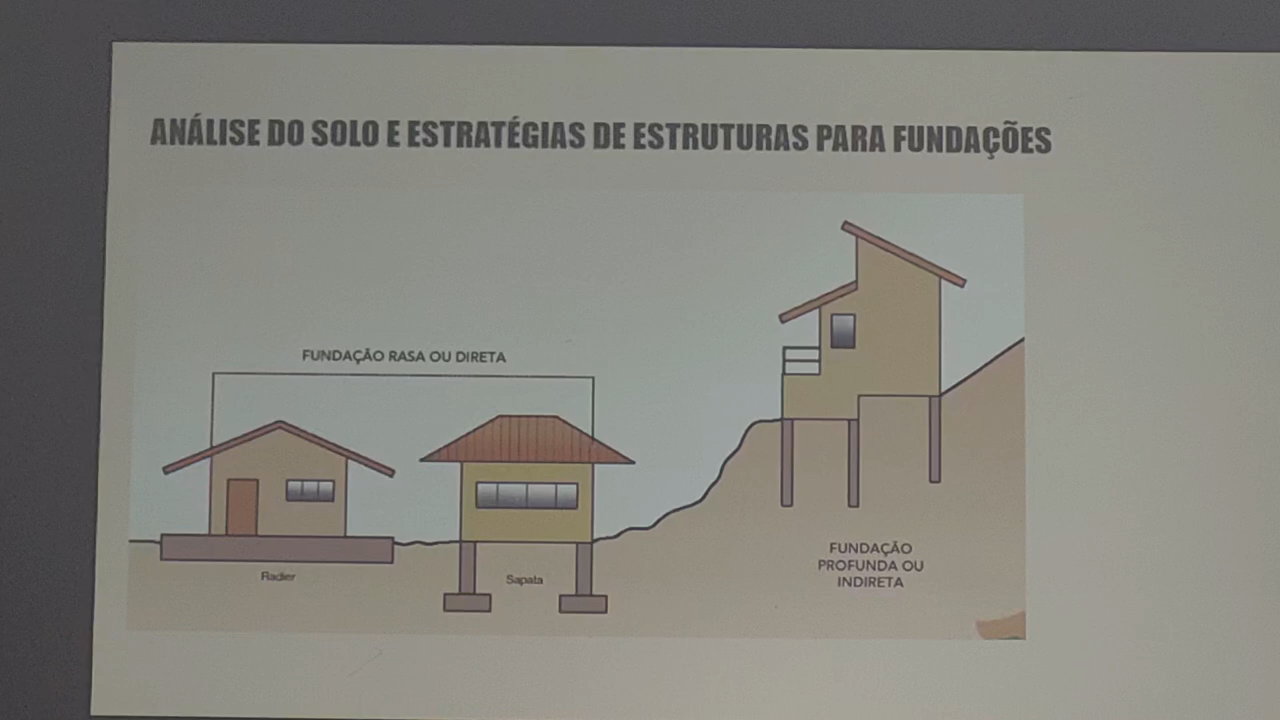 ANÁLISE DO SOLO E ESTRATÉGIAS DE ESTRUTURAS PARA FUNDAÇÕES
FUNDAÇÃO RASA OU DIRETA
Radier
Sapata
FUNDAÇÃO
PROFUNDA OU
INDIRETA